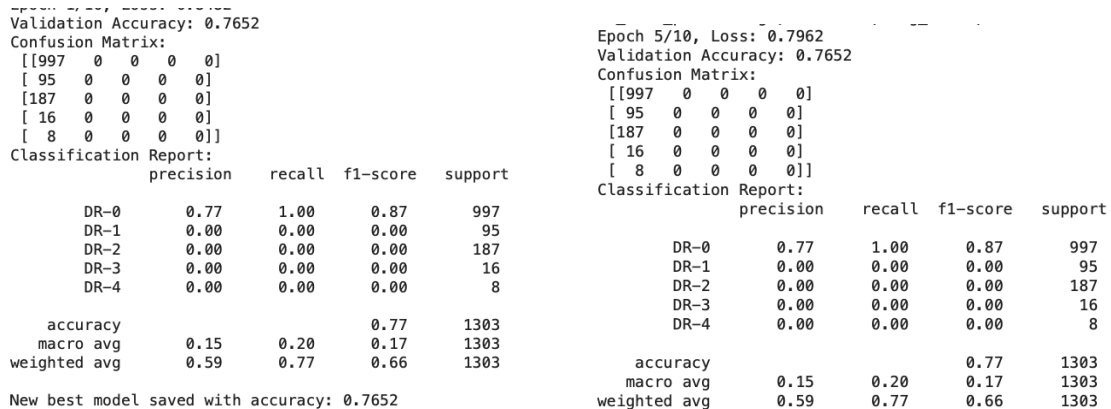 Validation Accuracy: 0.7652
Confusion Matrix:
[[997 0 0 0 0]
[ 95 0 0 0 0]
[187 0 0 0 0]
[ 16 0 0 0 0]
[ 8 0 0 0 0]]
Classification Report:
precision recall f1-score support
DR-0 0.77 1.00 0.87 997
DR-1 0.00 0.00 0.00 95
DR-2 0.00 0.00 0.00 187
DR-3 0.00 0.00 0.00 16
DR-4 0.00 0.00 0.00 8
accuracy 0.77 1303
macro avg 0.15 0.20 0.17 1303
weighted avg 0.59 0.77 0.66 1303
New best model saved with accuracy: 0.7652
Epoch 5/10, Loss: 0.7962
Validation Accuracy: 0.7652
Confusion Matrix:
[[997 0 0 0 0]
[ 95 0 0 0 0]
[187 0 0 0 0]
[ 16 0 0 0 0]
[ 8 0 0 0 0]]
Classification Report:
precision recall f1-score support
DR-0 0.77 1.00 0.87 997
DR-1 0.00 0.00 0.00 95
DR-2 0.00 0.00 0.00 187
DR-3 0.00 0.00 0.00 16
DR-4 0.00 0.00 0.00 8
accuracy 0.77 1303
macro avg 0.15 0.20 0.17 1303
weighted avg 0.59 0.77 0.66 1303